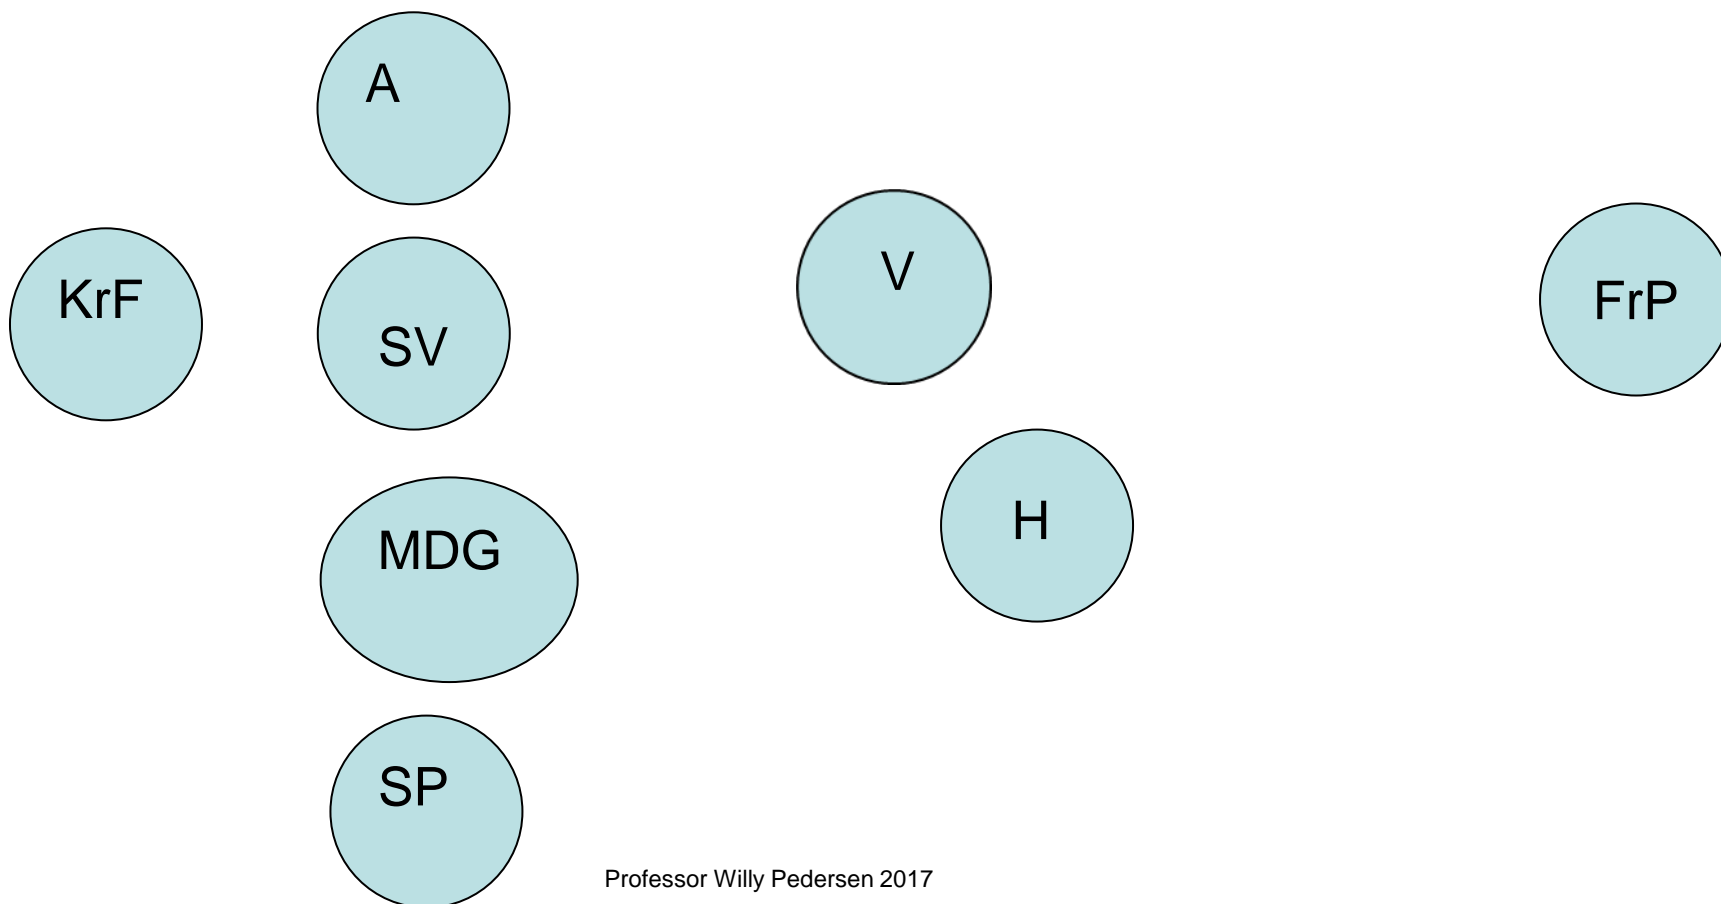 A
KrF
SV
V
FrP
MDG
H
SP
Professor Willy Pedersen 2017